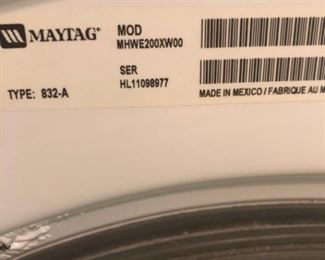 MAYTAG®
MOD
MHWE200XW00
SER
HL11098977
TYPE: 832-A
MADE IN MEXICO / FABRIQUE AU M